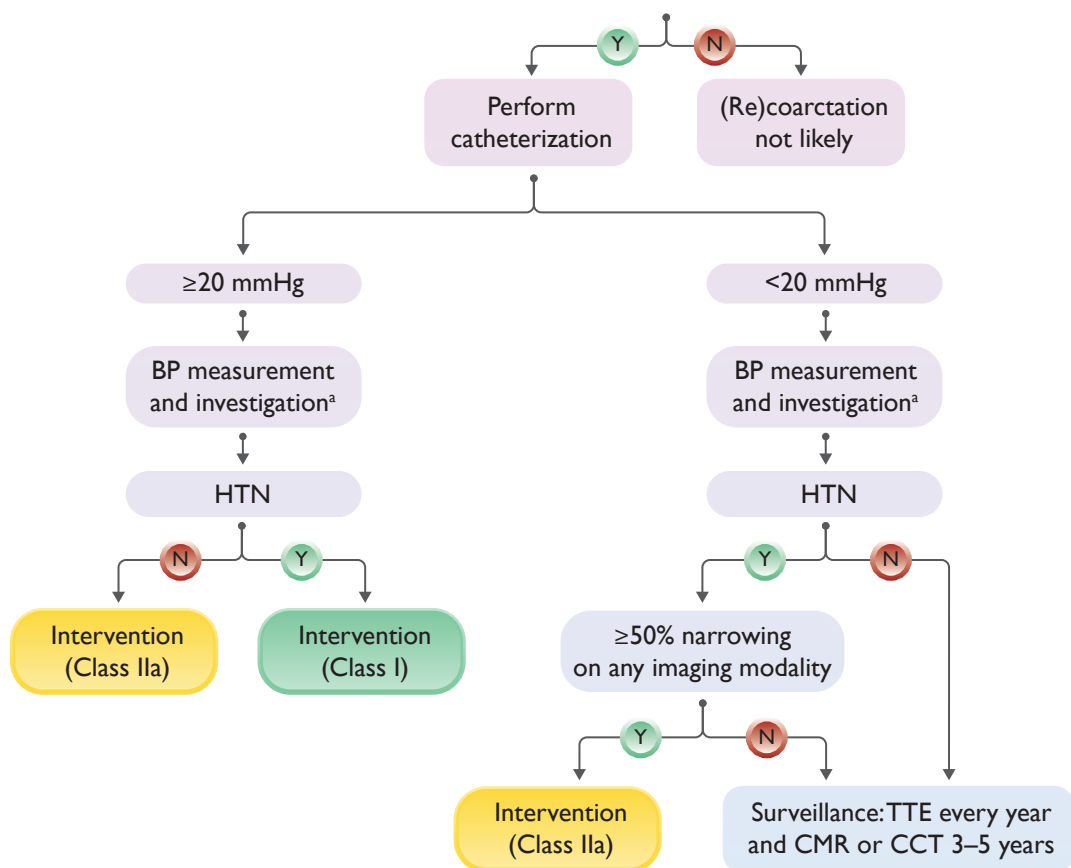 Y
N
Perform
catheterization
(Re)coarctation
not likely
≥20 mmHg
<20 mmHg
BP measurement
and investigationᵃ
BP measurement
and investigationᵃ
HTN
HTN
N
Y
Y
N
Intervention
(Class IIa)
Intervention
(Class I)
≥50% narrowing
on any imaging modality
Y
N
Intervention
(Class IIa)
Surveillance: TTE every year
and CMR or CCT 3–5 years